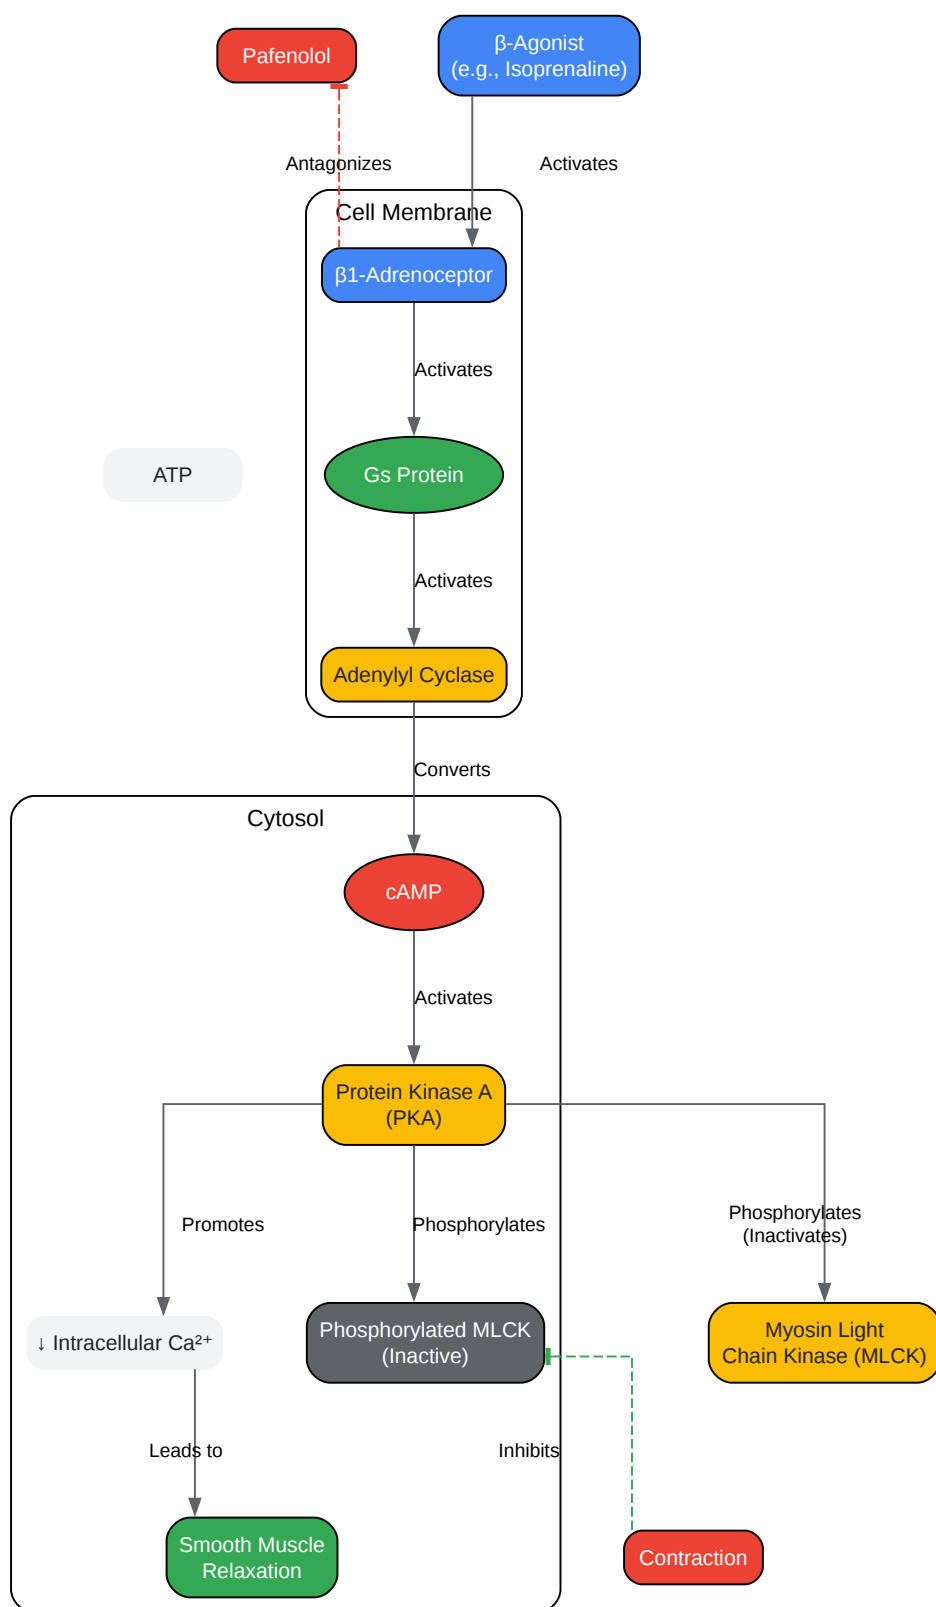 Pafenolol
β-Agonist
(e.g., Isoprenaline)
Antagonizes
Activates
Cell Membrane
β1-Adrenoceptor
Activates
ATP
Gs Protein
Activates
Adenylyl Cyclase
Converts
Cytosol
cAMP
Activates
Protein Kinase A
(PKA)
Promotes
Phosphorylates
Phosphorylates
(Inactivates)
↓ Intracellular Ca²⁺
Phosphorylated MLCK
(Inactive)
Myosin Light
Chain Kinase (MLCK)
Leads to
Inhibits
Smooth Muscle
Relaxation
Contraction